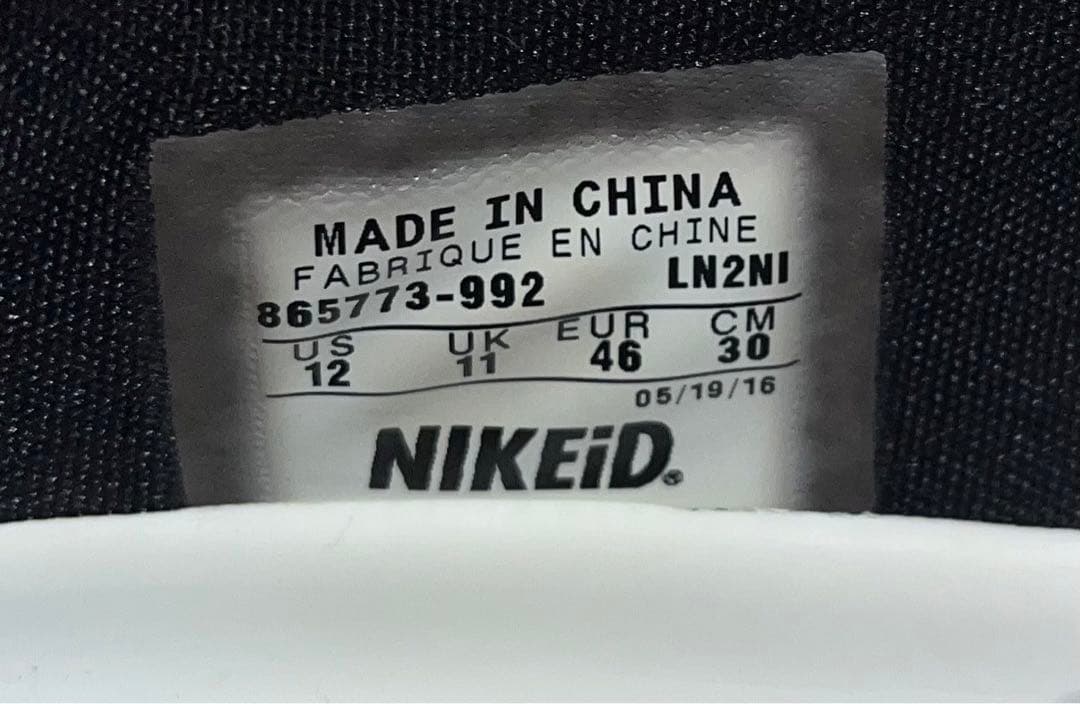 MADE IN CHINA
FABRIQUE EN CHINE
865773-992 LN2NI
US UK EUR CM
12 11 46 30
05/19/16
NIKEiD®